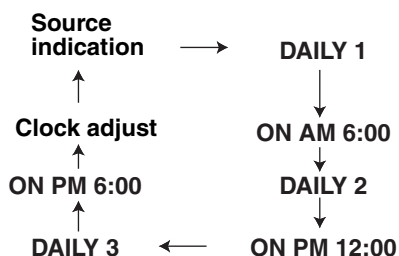 Source
indication
DAILY 1
ON AM 6:00
DAILY 2
ON PM 12:00
DAILY 3
ON PM 6:00
Clock adjust